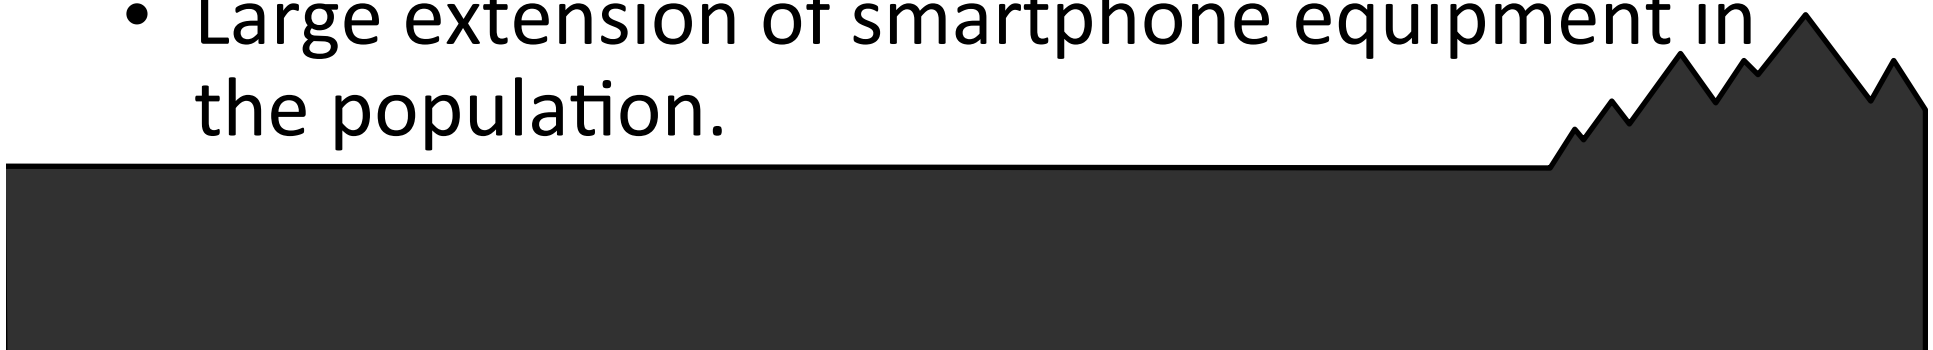 • Large extension of smartphone equipment in
the population.